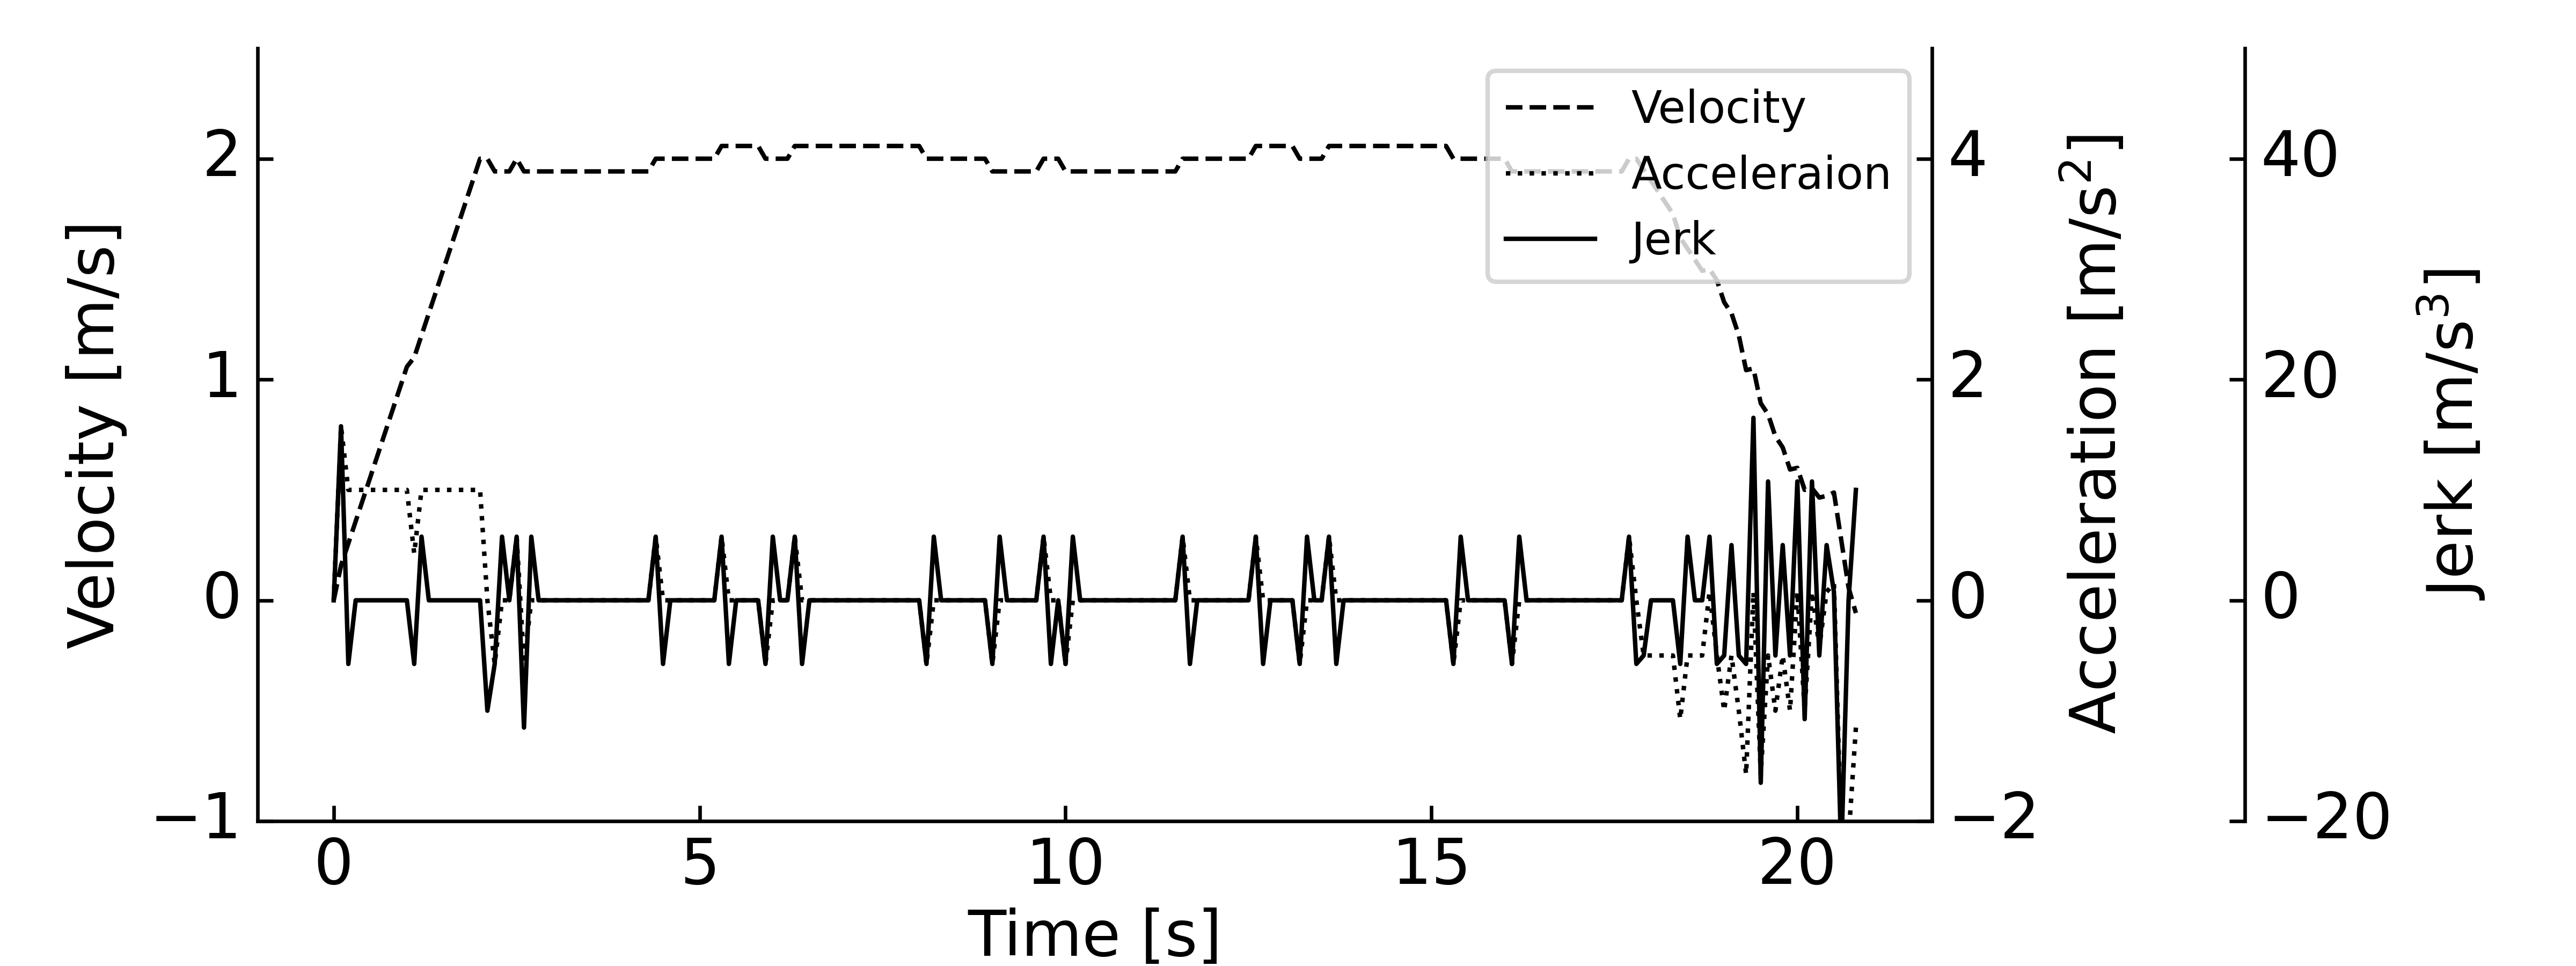 Velocity [m/s]
2
1
0
−1
0 5 10 15 20
Time [s]
Velocity
Acceleraion
Jerk
4
2
0
−2
Acceleration [m/s²]
40
20
0
−20
Jerk [m/s³]